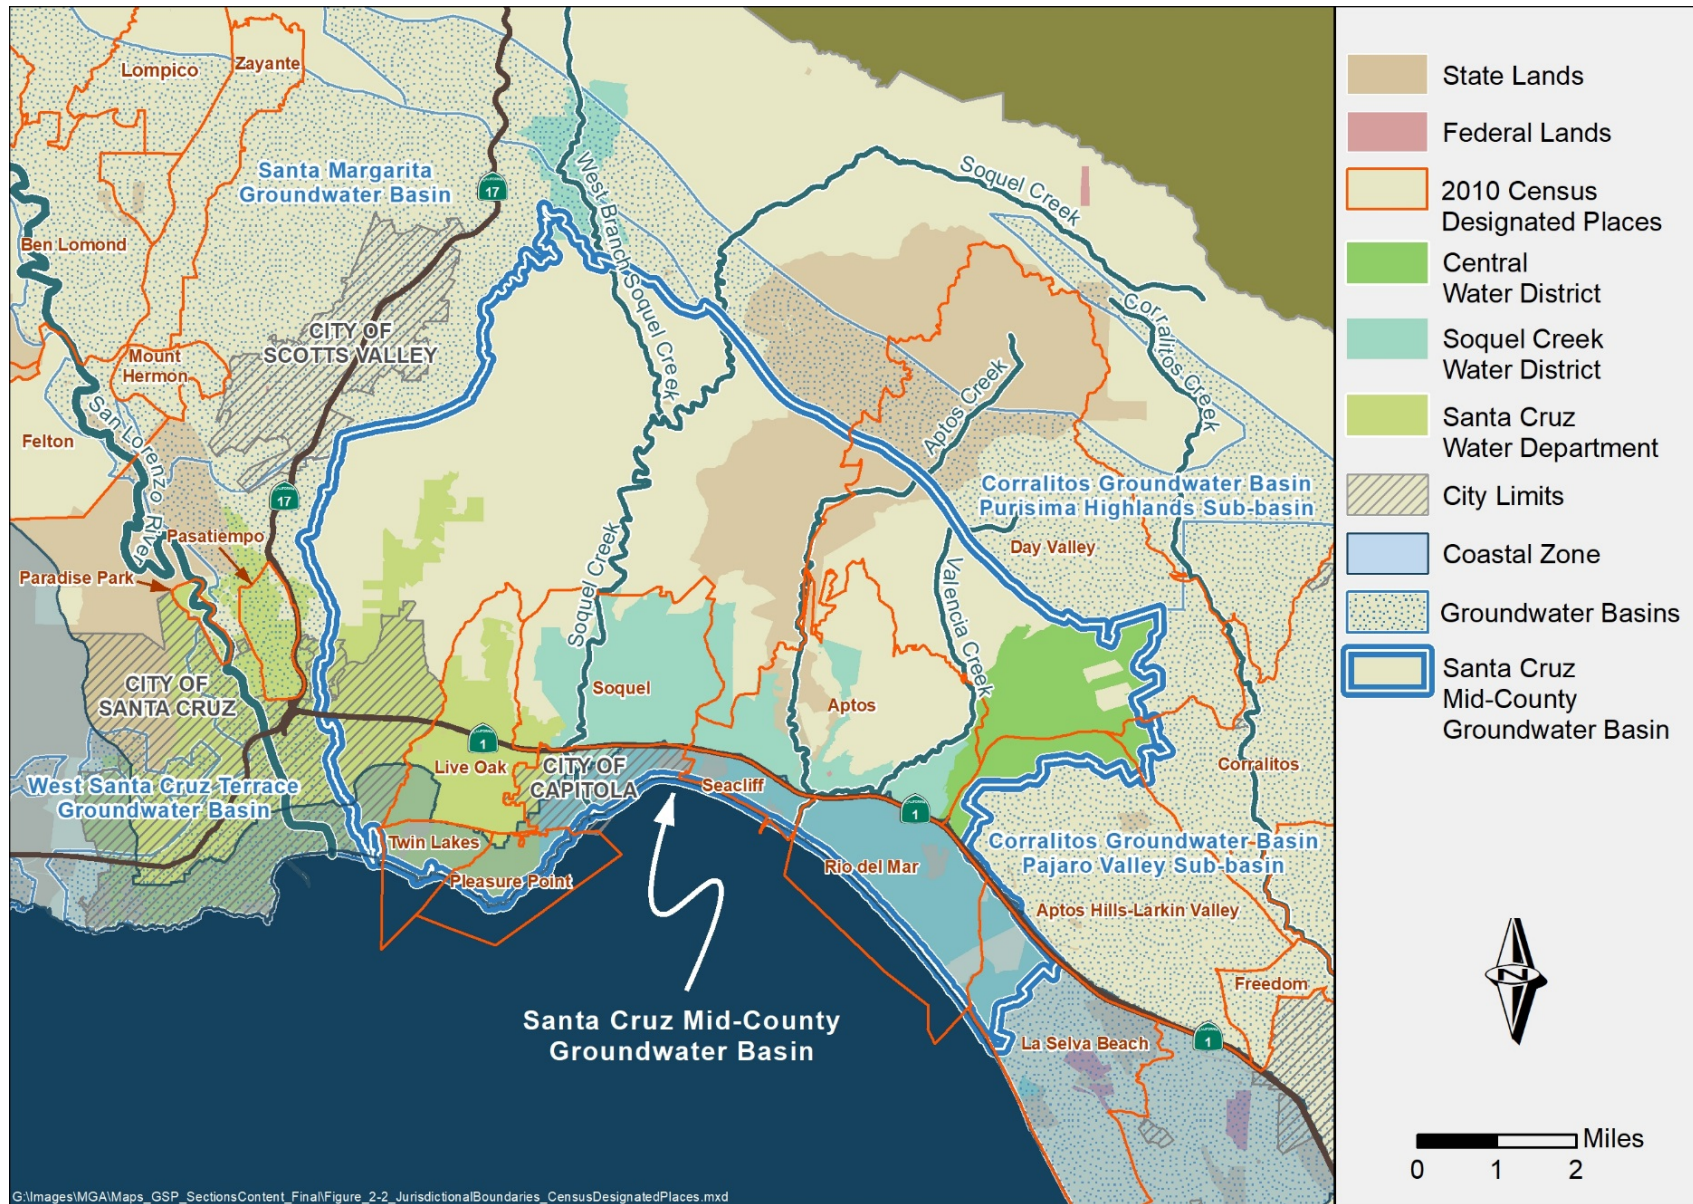 Lompico
Zayante
Santa Margarita
Groundwater Basin
17
West Branch Soquel Creek
Soquel Creek
Ben Lomond
CITY OF
SCOTTS VALLEY
Mount
Hermon
Corralitos Creek
Aptos Creek
San Lorenzo River
Felton
17
Corralitos Groundwater Basin
Purisima Highlands Sub-basin
Pasatiempo
Day Valley
Paradise Park
Soquel Creek
Valencia Creek
CITY OF
SANTA CRUZ
Soquel
Aptos
1
Live Oak
CITY OF
CAPITOLA
Seacliff
Corralitos
West Santa Cruz Terrace
Groundwater Basin
1
Twin Lakes
Pleasure Point
Rio del Mar
Corralitos Groundwater Basin
Pajaro Valley Sub-basin
Aptos Hills-Larkin Valley
Freedom
Santa Cruz Mid-County
Groundwater Basin
La Selva Beach
1
G:\Images\MGA\Maps_GSP_SectionsContent_Final\Figure_2-2_JurisdictionalBoundaries_CensusDesignatedPlaces.mxd
State Lands
Federal Lands
2010 Census
Designated Places
Central
Water District
Soquel Creek
Water District
Santa Cruz
Water Department
City Limits
Coastal Zone
Groundwater Basins
Santa Cruz
Mid-County
Groundwater Basin
N
Miles
0 1 2